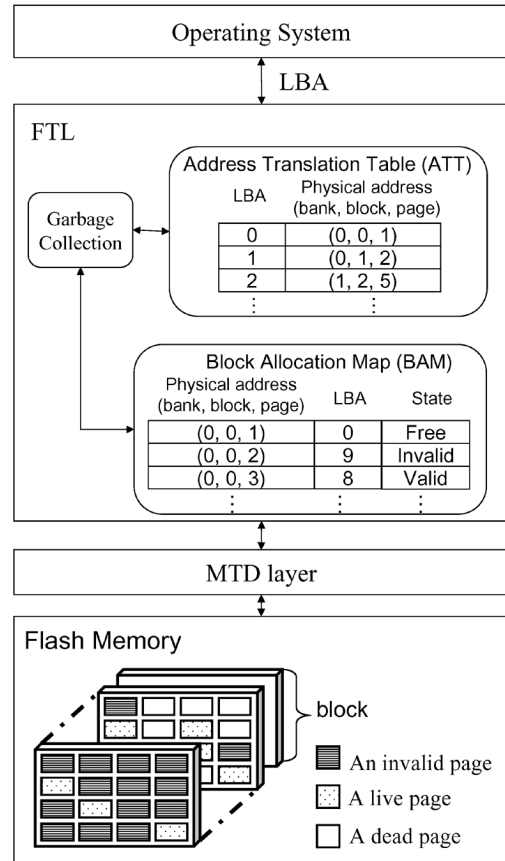 Operating System
LBA
FTL
Address Translation Table (ATT)
LBA
Physical address
(bank, block, page)
0 (0, 0, 1)
1 (0, 1, 2)
2 (1, 2, 5)
Garbage
Collection
Block Allocation Map (BAM)
Physical address
(bank, block, page)
LBA
State
(0, 0, 1) 0 Free
(0, 0, 2) 9 Invalid
(0, 0, 3) 8 Valid
MTD layer
Flash Memory
block
An invalid page
A live page
A dead page